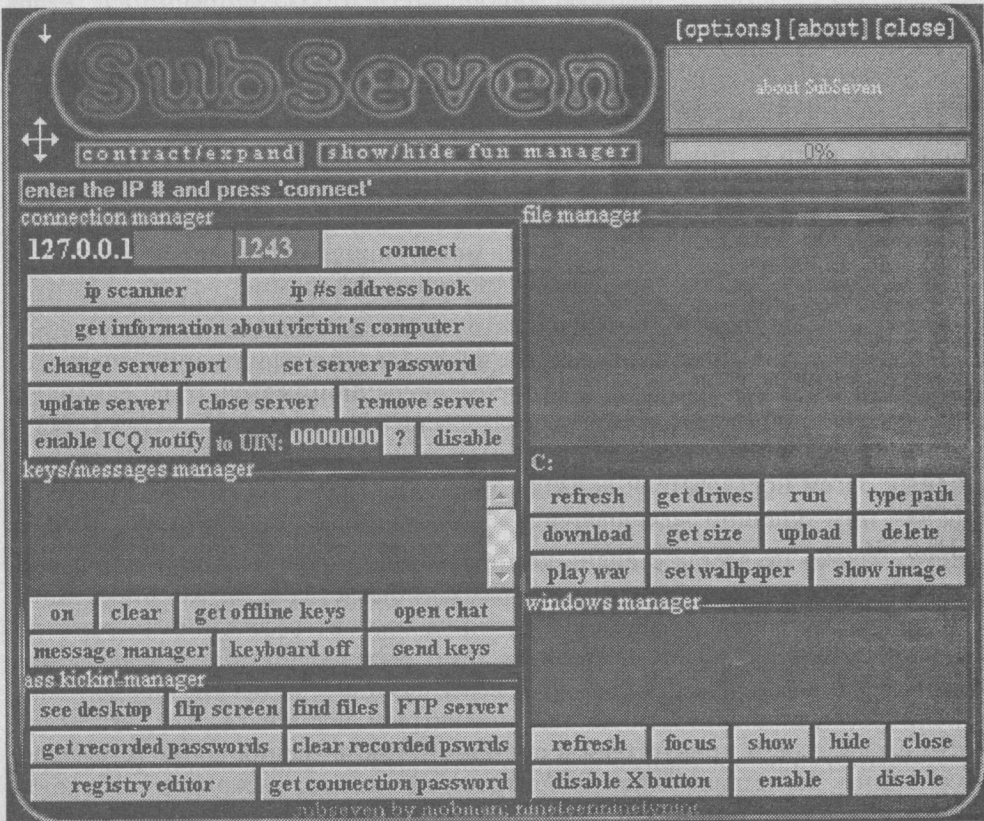 [options] [about] [close]
SubSeven
about SubSeven
contract/expand show/hide fun manager
0%
enter the IP # and press 'connect'
connection manager
127.0.0.1 1243 connect
ip scanner ip #s address book
get information about victim's computer
change server port set server password
update server close server remove server
enable ICQ notify to UIN: 0000000 ? disable
keys/messages manager
on clear get offline keys open chat
message manager keyboard off send keys
ass kickin' manager
see desktop flip screen find files FTP server
get recorded passwords clear recorded pswrds
registry editor get connection password
file manager
C:
refresh get drives run type path
download get size upload delete
play wav set wallpaper show image
windows manager
refresh focus show hide close
disable X button enable disable
subseven by mobman; nineteenninetynine